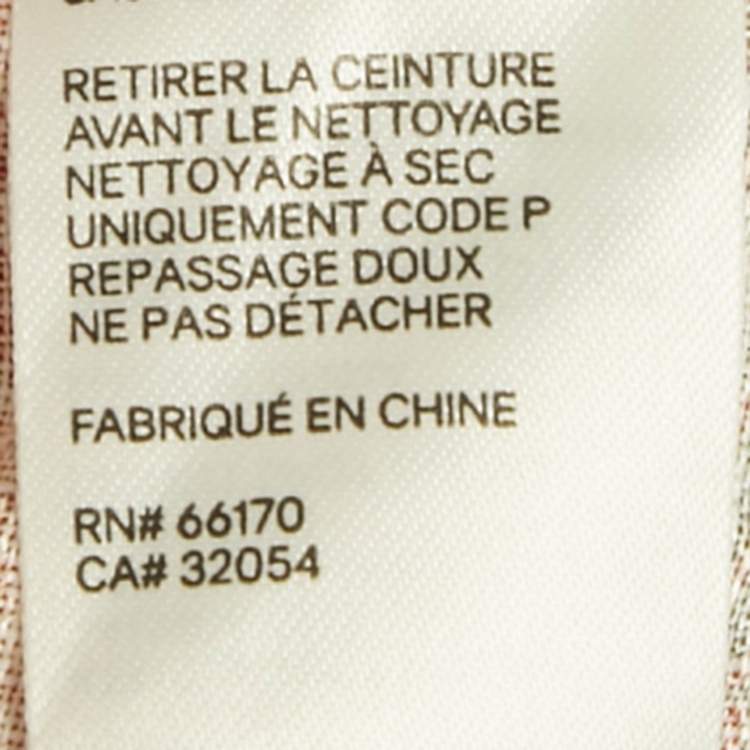 RETIRER LA CEINTURE
AVANT LE NETTOYAGE
NETTOYAGE À SEC
UNIQUEMENT CODE P
REPASSAGE DOUX
NE PAS DÉTACHER
FABRIQUÉ EN CHINE
RN# 66170
CA# 32054